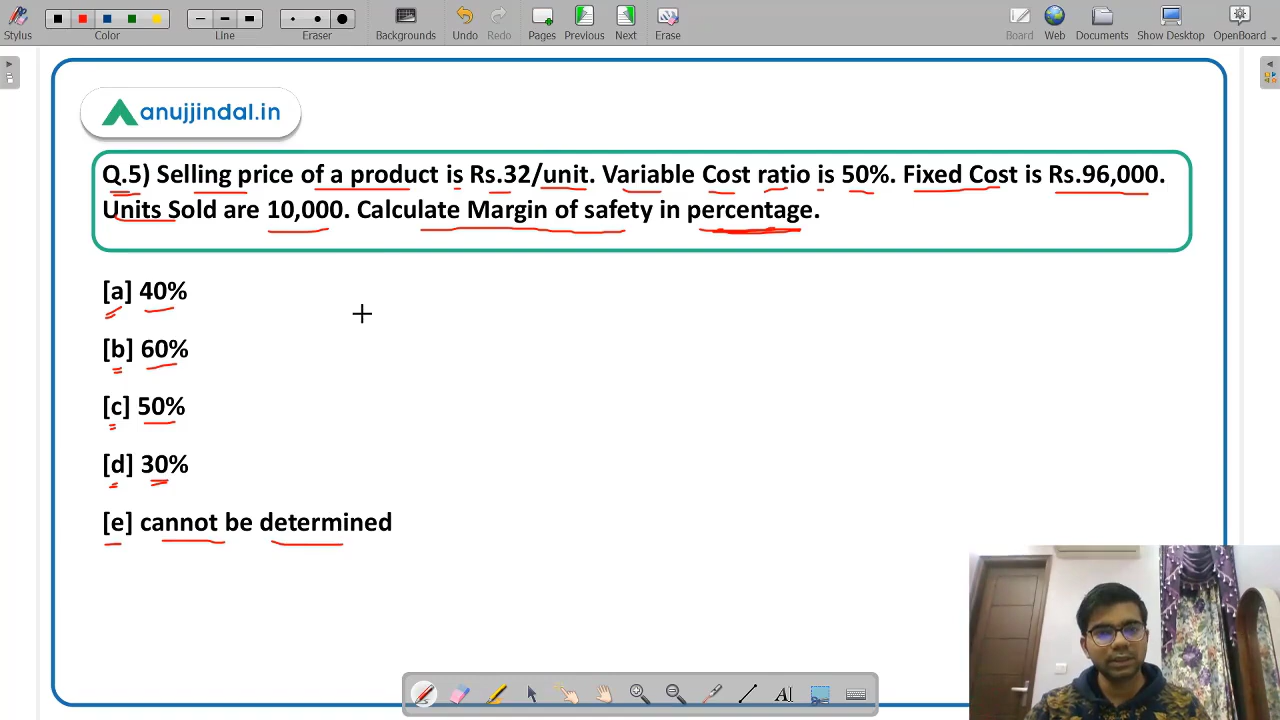 Stylus
Color
Line
Eraser
Backgrounds
Undo
Redo
Pages
Previous
Next
Erase
Board
Web
Documents
Show Desktop
OpenBoard
anujjindal.in
Q.5) Selling price of a product is Rs.32/unit. Variable Cost ratio is 50%. Fixed Cost is Rs.96,000.
Units Sold are 10,000. Calculate Margin of safety in percentage.
[a] 40%
[b] 60%
[c] 50%
[d] 30%
[e] cannot be determined
AI